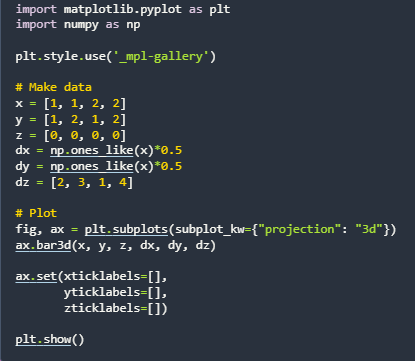 import matplotlib.pyplot as plt
import numpy as np
plt.style.use('_mpl-gallery')
# Make data
x = [1, 1, 2, 2]
y = [1, 2, 1, 2]
z = [0, 0, 0, 0]
dx = np.ones_like(x)*0.5
dy = np.ones_like(x)*0.5
dz = [2, 3, 1, 4]
# Plot
fig, ax = plt.subplots(subplot_kw={"projection": "3d"})
ax.bar3d(x, y, z, dx, dy, dz)
ax.set(xticklabels=[],
yticklabels=[],
zticklabels=[])
plt.show()